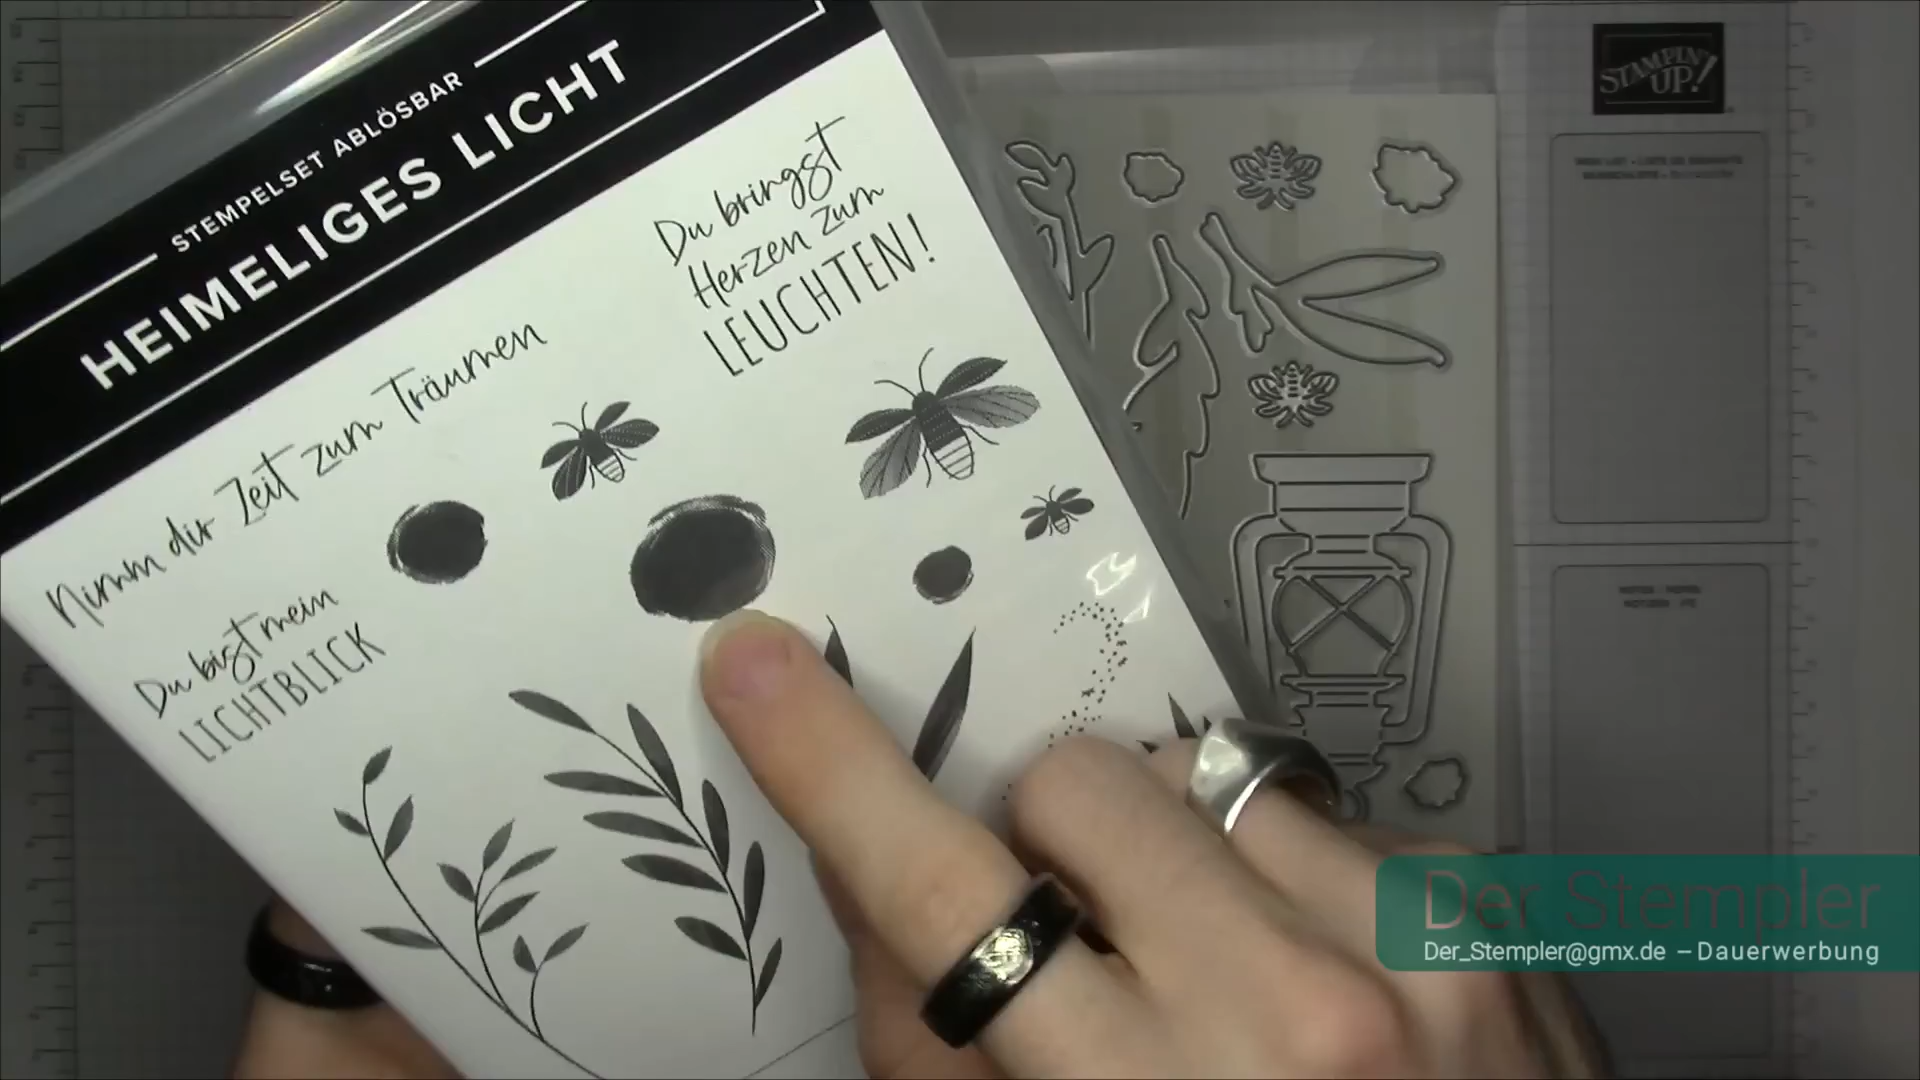 STEMPELSET ABLÖSBAR
HEIMELIGES LICHT
Du bringst
Herzen zum
LEUCHTEN!
Nimm dir Zeit zum Träumen
Du bist mein
LICHTBLICK
STAMPIN'
UP!
Der Stempler
Der_Stempler@gmx.de – Dauerwerbung